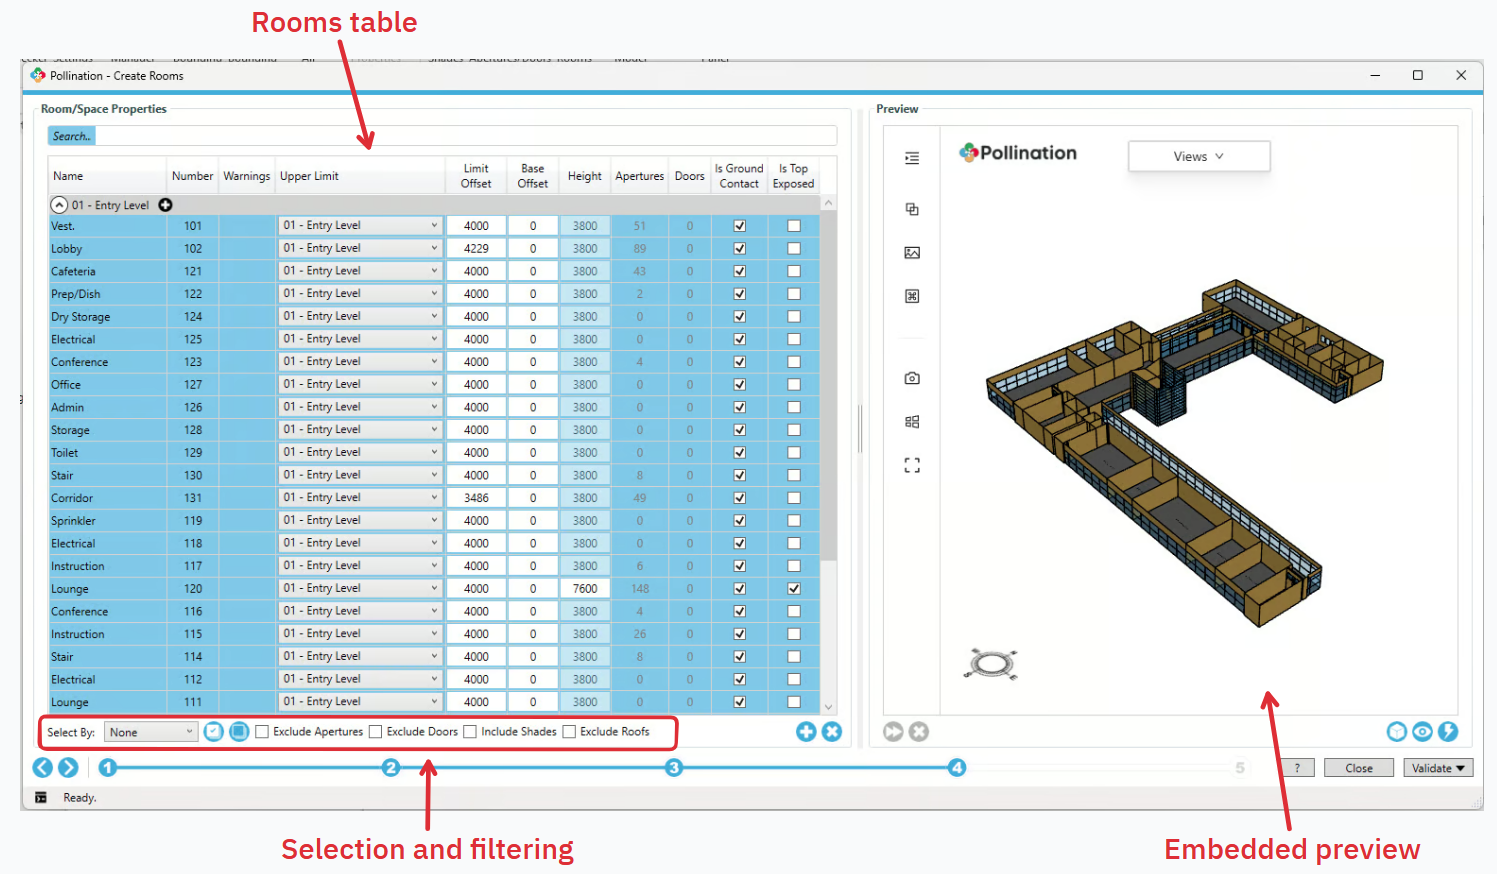 Rooms table
Pollination - Create Rooms
Room/Space Properties
Search..
Name Number Warnings Upper Limit Limit Offset Base Offset Height Apertures Doors Is Ground Contact Is Top Exposed
01 - Entry Level
Vest. 101 01 - Entry Level 4000 0 3800 51 0
Lobby 102 01 - Entry Level 4229 0 3800 89 0
Cafeteria 121 01 - Entry Level 4000 0 3800 43 0
Prep/Dish 122 01 - Entry Level 4000 0 3800 2 0
Dry Storage 124 01 - Entry Level 4000 0 3800 0 0
Electrical 125 01 - Entry Level 4000 0 3800 0 0
Conference 123 01 - Entry Level 4000 0 3800 4 0
Office 127 01 - Entry Level 4000 0 3800 0 0
Admin 126 01 - Entry Level 4000 0 3800 0 0
Storage 128 01 - Entry Level 4000 0 3800 0 0
Toilet 129 01 - Entry Level 4000 0 3800 0 0
Stair 130 01 - Entry Level 4000 0 3800 8 0
Corridor 131 01 - Entry Level 3486 0 3800 49 0
Sprinkler 119 01 - Entry Level 4000 0 3800 0 0
Electrical 118 01 - Entry Level 4000 0 3800 0 0
Instruction 117 01 - Entry Level 4000 0 3800 6 0
Lounge 120 01 - Entry Level 4000 0 7600 148 0
Conference 116 01 - Entry Level 4000 0 3800 4 0
Instruction 115 01 - Entry Level 4000 0 3800 26 0
Stair 114 01 - Entry Level 4000 0 3800 8 0
Electrical 112 01 - Entry Level 4000 0 3800 0 0
Lounge 111 01 - Entry Level 4000 0 3800 0 0
Select By: None Exclude Apertures Exclude Doors Include Shades Exclude Roofs
Preview
Pollination
Views
1 2 3 4 5
? Close Validate
Ready.
Selection and filtering
Embedded preview